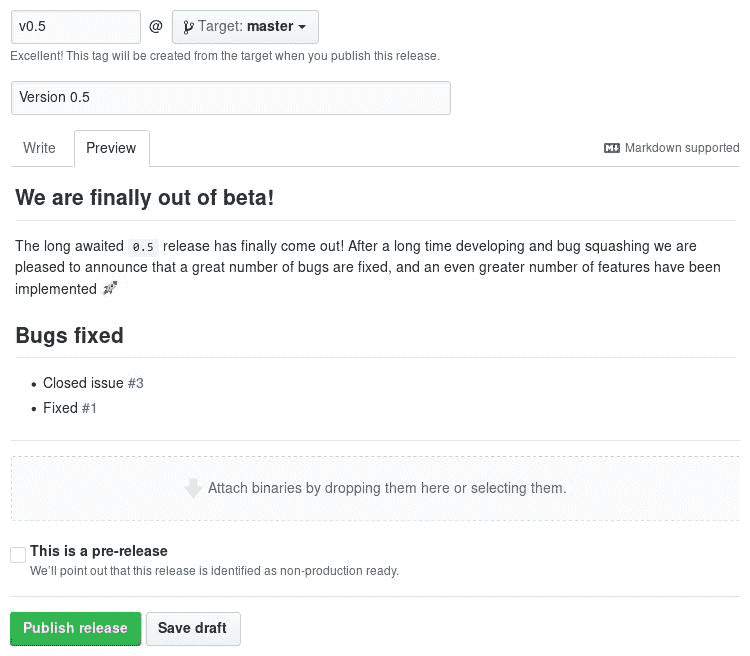 v0.5 @ Target: master
Excellent! This tag will be created from the target when you publish this release.
Version 0.5
Write Preview Markdown supported
We are finally out of beta!
The long awaited 0.5 release has finally come out! After a long time developing and bug squashing we are
pleased to announce that a great number of bugs are fixed, and an even greater number of features have been
implemented 🚀
Bugs fixed
• Closed issue #3
• Fixed #1
Attach binaries by dropping them here or selecting them.
This is a pre-release
We’ll point out that this release is identified as non-production ready.
Publish release Save draft